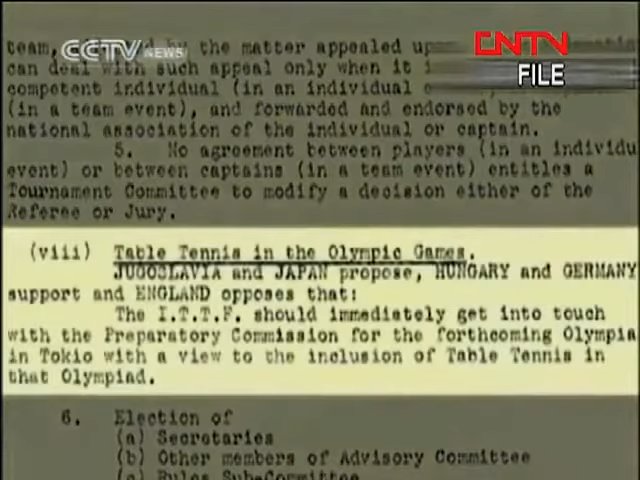 CCTV NEWS
CNTV
FILE
team, by the matter appealed
can deal with such appeal only when it
competent individual (in an individual
(in a team event), and forwarded and endorsed by the
national association of the individual or captain.
5. No agreement between players (in an individu
event) or between captains (in a team event) entitles a
Tournament Committee to modify a decision either of the
Referee or Jury.
(viii) Table Tennis in the Olympic Games.
JUGOSLAVIA and JAPAN propose, HUNGARY and GERMANY
support and ENGLAND opposes that:
The I.T.T.F. should immediately get into touch
with the Preparatory Commission for the forthcoming Olympia
in Tokio with a view to the inclusion of Table Tennis in
that Olympiad.
6. Election of
(a) Secretaries
(b) Other members of Advisory Committee
(c) Rules Sub-Committee